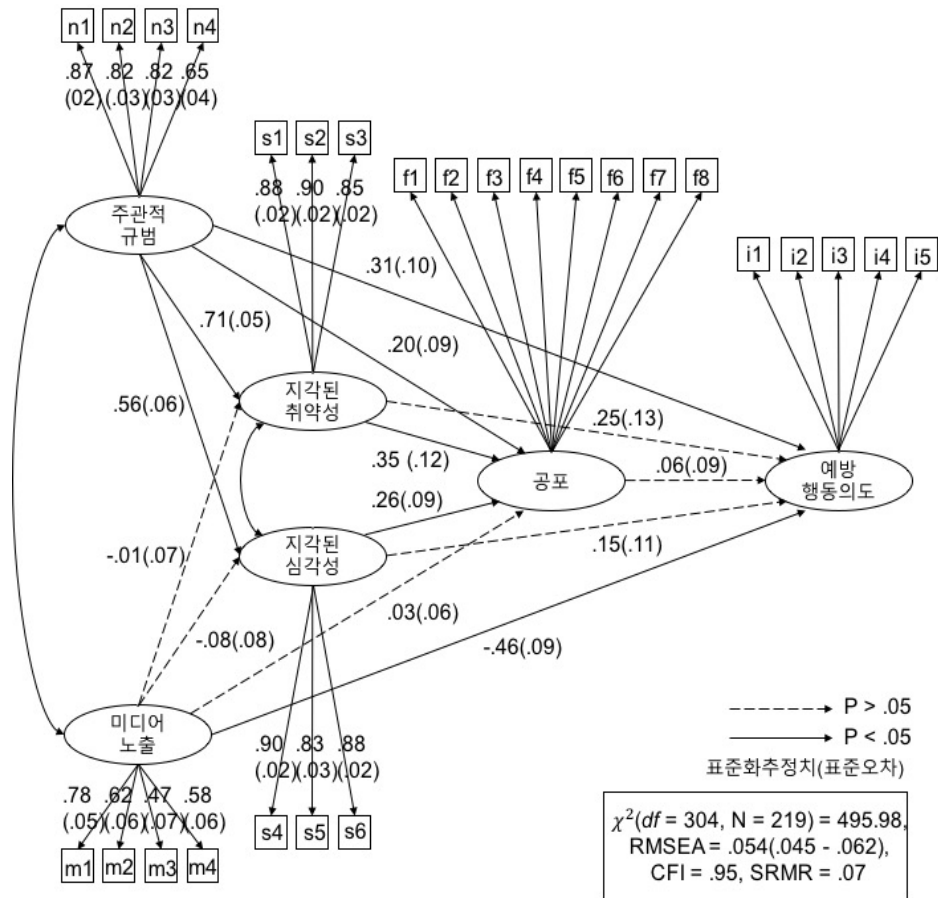 n1 n2 n3 n4
.87 .82 .82 .65
(02) (.03) (03) (04)
s1 s2 s3
.88 .90 .85
(.02) (.02) (.02)
f1 f2 f3 f4 f5 f6 f7 f8
주관적
규범
i1 i2 i3 i4 i5
.31(.10)
.71(.05)
.20(.09)
지각된
취약성
.56(.06)
.25(.13)
.35 (.12)
.06(.09)
공포
예방
행동의도
.26(.09)
지각된
심각성
-.01(.07)
.15(.11)
-.08(.08)
.03(.06)
-.46(.09)
미디어
노출
P > .05
P < .05
표준화추정치(표준오차)
.90 .83 .88
(.02) (.03) (.02)
.78 .62 .47 .58
(.05) (.06) (.07) (.06)
s4 s5 s6
m1 m2 m3 m4
χ²(df = 304, N = 219) = 495.98,
RMSEA = .054(.045 - .062),
CFI = .95, SRMR = .07